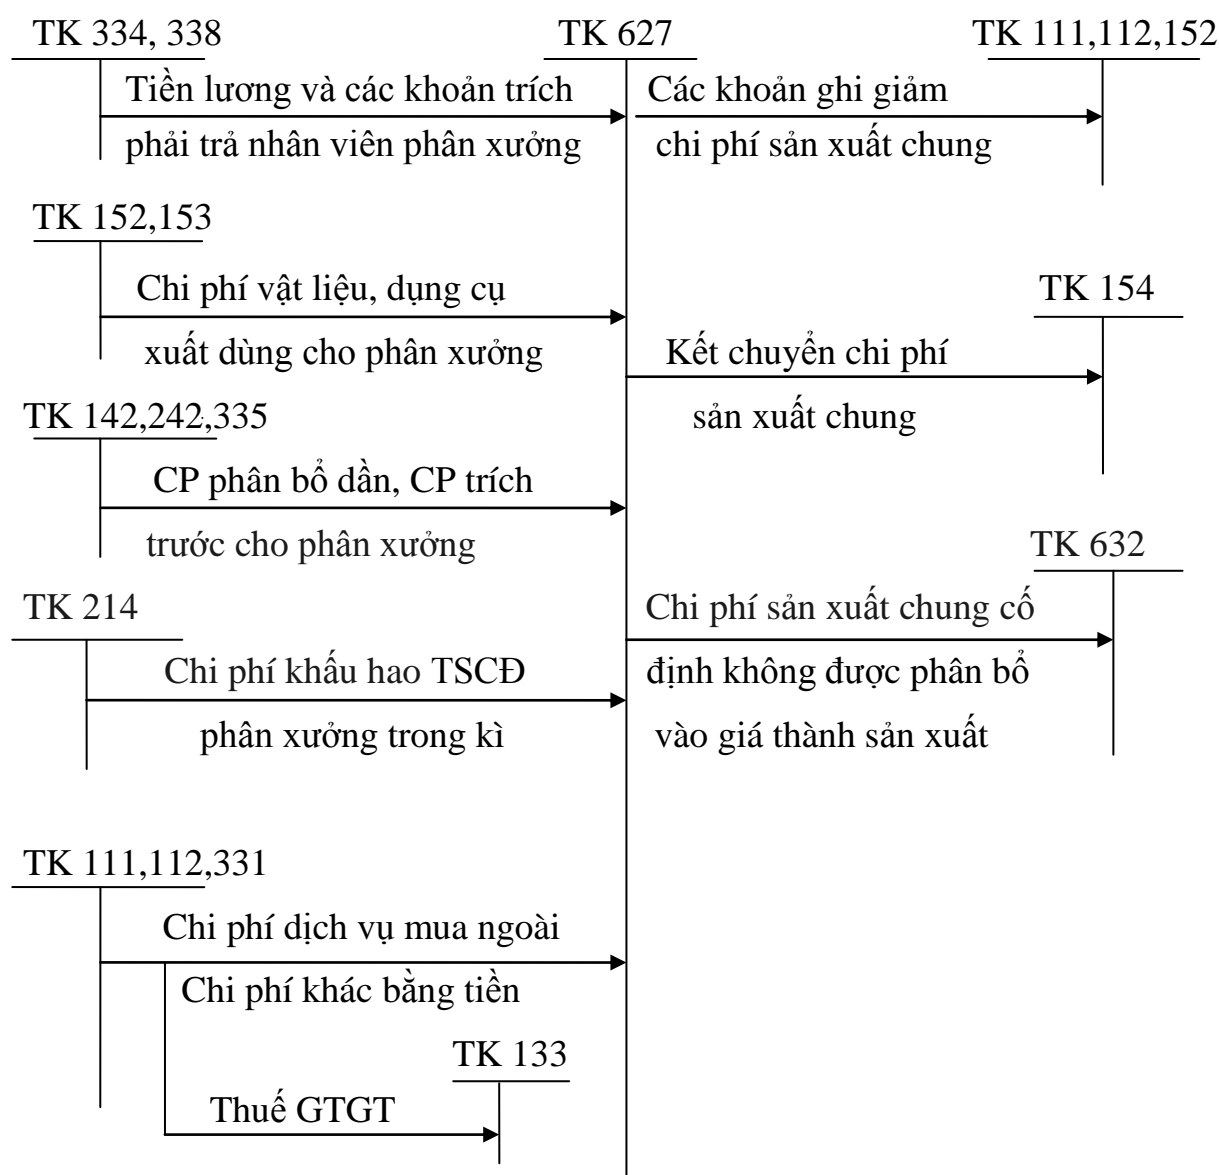 TK 334, 338
TK 627
TK 111,112,152
Tiền lương và các khoản trích
phải trả nhân viên phân xưởng
Các khoản ghi giảm
chi phí sản xuất chung
TK 152,153
Chi phí vật liệu, dụng cụ
xuất dùng cho phân xưởng
TK 154
Kết chuyển chi phí
sản xuất chung
TK 142,242,335
CP phân bổ dần, CP trích
trước cho phân xưởng
TK 632
TK 214
Chi phí sản xuất chung cố
định không được phân bổ
vào giá thành sản xuất
Chi phí khấu hao TSCĐ
phân xưởng trong kì
TK 111,112,331
Chi phí dịch vụ mua ngoài
Chi phí khác bằng tiền
TK 133
Thuế GTGT